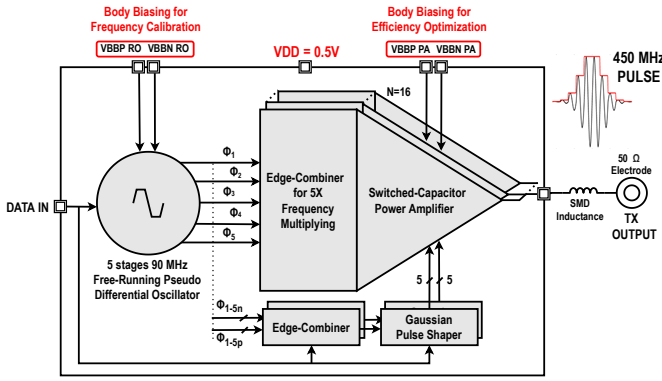 Body Biasing for
Frequency Calibration
VBBP RO VBBN RO
VDD = 0.5V
Body Biasing for
Efficiency Optimization
VBBP PA VBBN PA
450 MHz
PULSE
N=16
Φ1
Φ2
Φ3
Φ4
Φ5
Edge-Combiner
for 5X
Frequency
Multiplying
Switched-Capacitor
Power Amplifier
DATA IN
50 Ω
Electrode
SMD
Inductance
TX
OUTPUT
5 stages 90 MHz
Free-Running Pseudo
Differential Oscillator
5 5
Φ1-5n
Φ1-5p
Edge-Combiner
Gaussian
Pulse Shaper